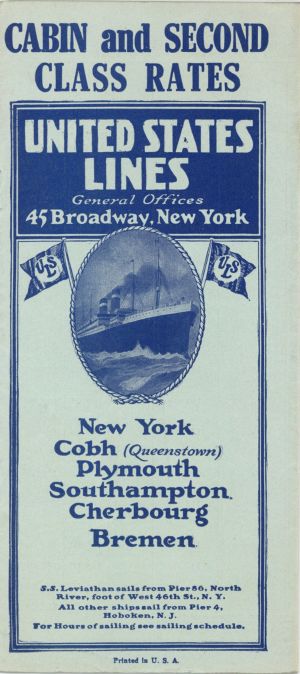 CABIN and SECOND
CLASS RATES
UNITED STATES
LINES
General Offices
45 Broadway, New York
USL
USL
New York
Cobh (Queenstown)
Plymouth
Southampton
Cherbourg
Bremen
S.S. Leviathan sails from Pier 86, North
River, foot of West 46th St., N. Y.
All other ships sail from Pier 4,
Hoboken, N. J.
For Hours of sailing see sailing schedule.
Printed in U. S. A.